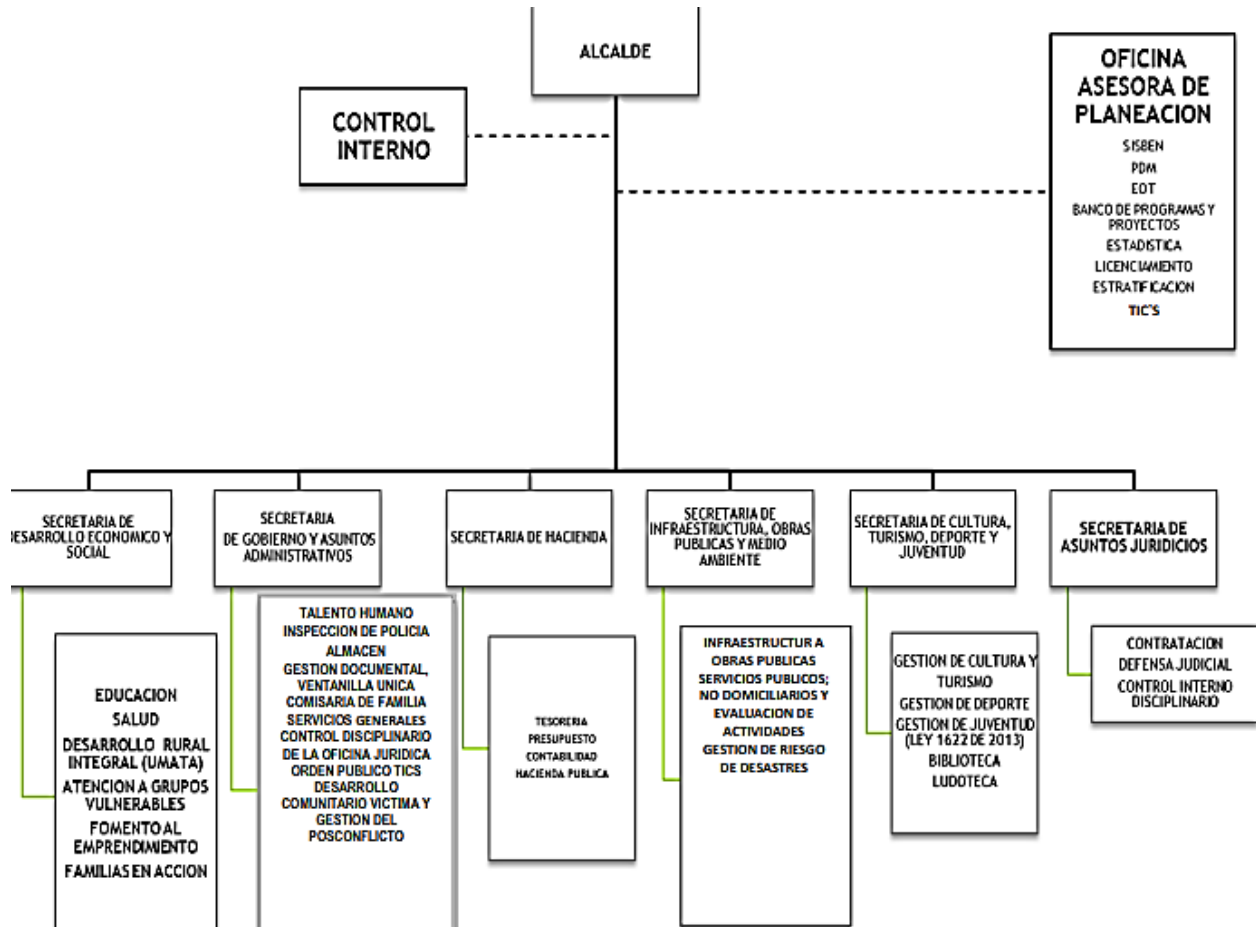 ALCALDE
CONTROL
INTERNO
OFICINA
ASESORA DE
PLANEACION
SISBEN
PDM
EOT
BANCO DE PROGRAMAS Y
PROYECTOS
ESTADISTICA
LICENCIAMIENTO
ESTRATIFICACION
TIC'S
SECRETARIA DE
DESARROLLO ECONOMICO Y
SOCIAL
SECRETARIA
DE GOBIERNO Y ASUNTOS
ADMINISTRATIVOS
SECRETARIA DE HACIENDA
SECRETARIA DE
INFRAESTRUCTURA, OBRAS
PUBLICAS Y MEDIO
AMBIENTE
SECRETARIA DE CULTURA,
TURISMO, DEPORTE Y
JUVENTUD
SECRETARIA DE
ASUNTOS JURIDICIOS
EDUCACION
SALUD
DESARROLLO RURAL
INTEGRAL (UMATA)
ATENCION A GRUPOS
VULNERABLES
FOMENTO AL
EMPRENDIMIENTO
FAMILIAS EN ACCION
TALENTO HUMANO
INSPECCION DE POLICIA
ALMACEN
GESTION DOCUMENTAL,
VENTANILLA UNICA
COMISARIA DE FAMILIA
SERVICIOS GENERALES
CONTROL DISCIPLINARIO
DE LA OFICINA JURIDICA
ORDEN PUBLICO TICS
DESARROLLO
COMUNITARIO VICTIMA Y
GESTION DEL
POSCONFLICTO
TESORERIA
PRESUPUESTO
CONTABILIDAD
HACIENDA PUBLICA
INFRAESTRUCTUR A
OBRAS PUBLICAS
SERVICIOS PUBLICOS;
NO DOMICILIARIOS Y
EVALUACION DE
ACTIVIDADES
GESTION DE RIESGO
DE DESASTRES
GESTION DE CULTURA Y
TURISMO
GESTION DE DEPORTE
GESTION DE JUVENTUD
(LEY 1622 DE 2013)
BIBLIOTECA
LUDOTECA
CONTRATACION
DEFENSA JUDICIAL
CONTROL INTERNO
DISCIPLINARIO